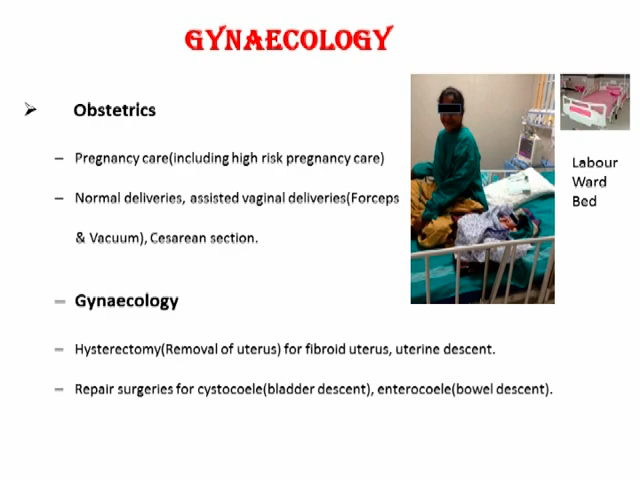 GYNAECOLOGY
➢ Obstetrics
– Pregnancy care(including high risk pregnancy care)
– Normal deliveries, assisted vaginal deliveries(Forceps
& Vacuum), Cesarean section.
Labour
Ward
Bed
– Gynaecology
– Hysterectomy(Removal of uterus) for fibroid uterus, uterine descent.
– Repair surgeries for cystocoele(bladder descent), enterocoele(bowel descent).